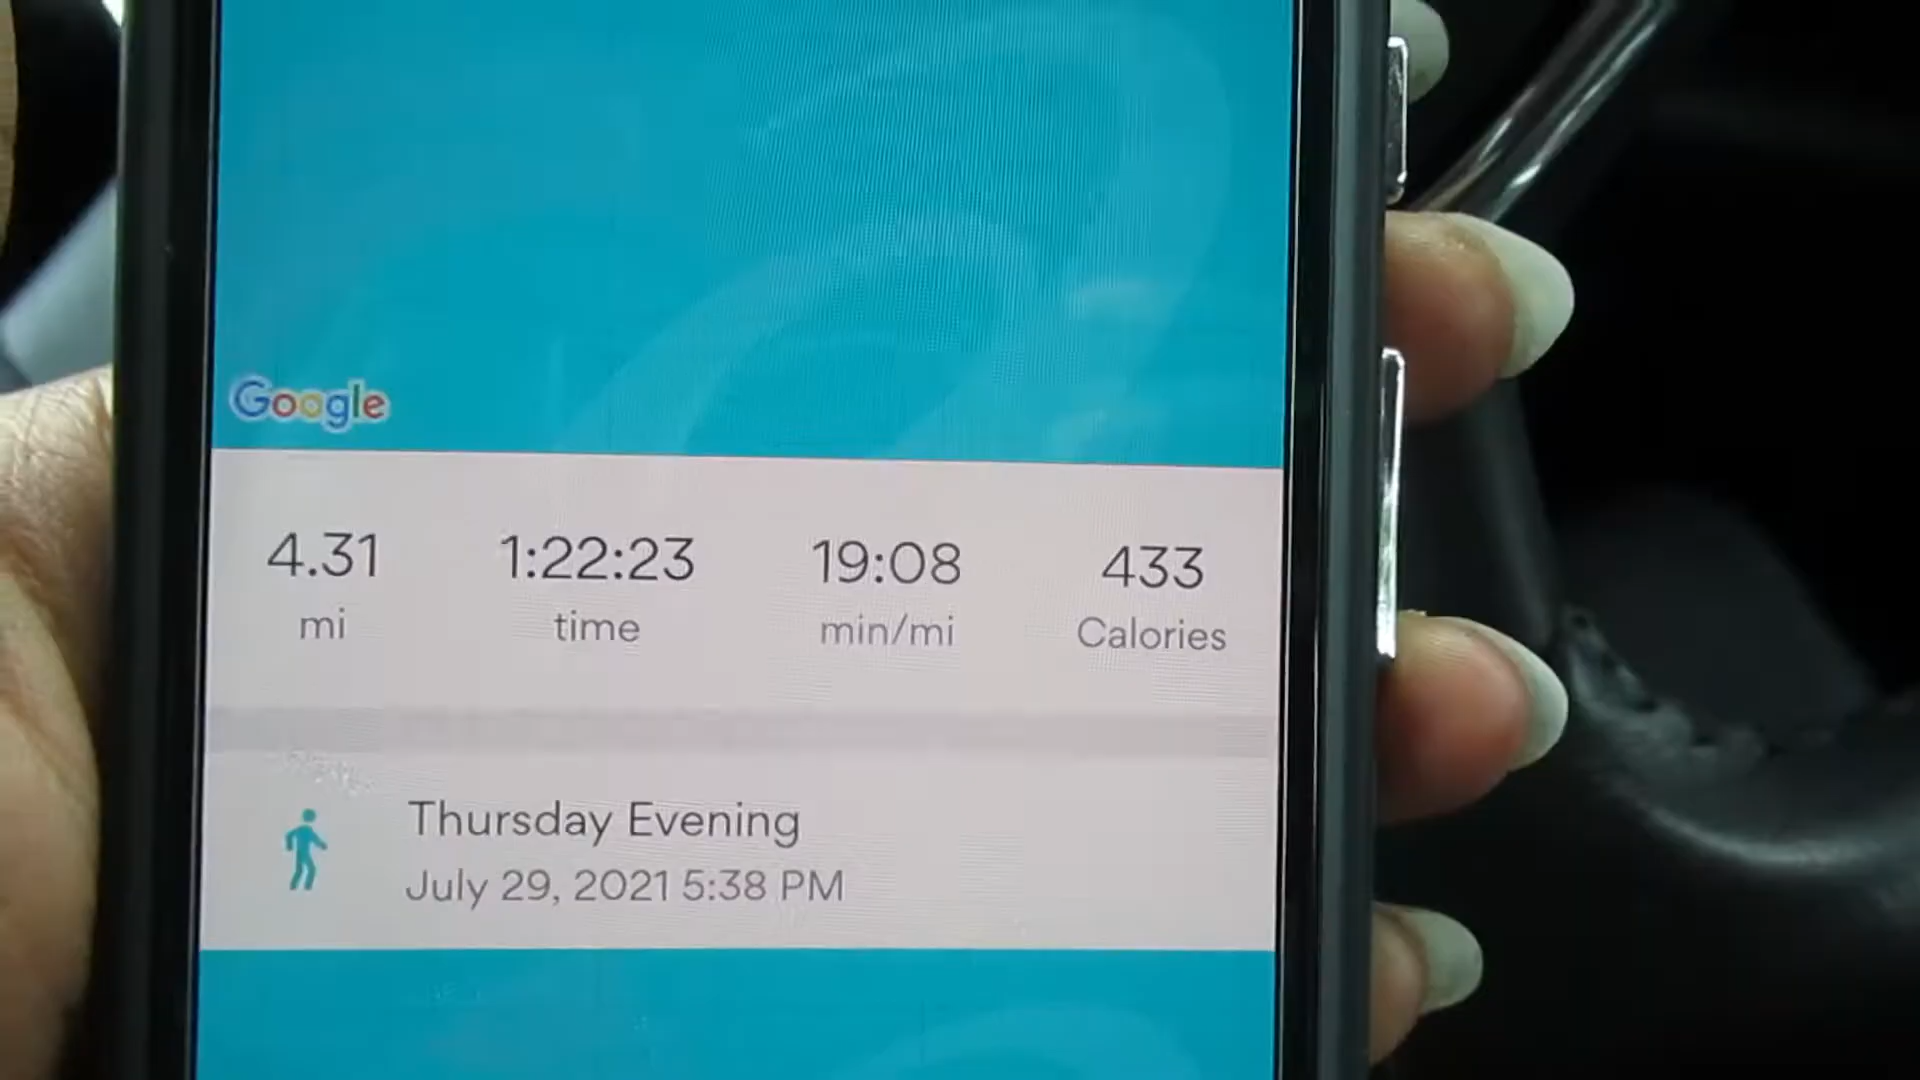 Google
4.31 1:22:23 19:08 433
mi time min/mi Calories
Thursday Evening
July 29, 2021 5:38 PM